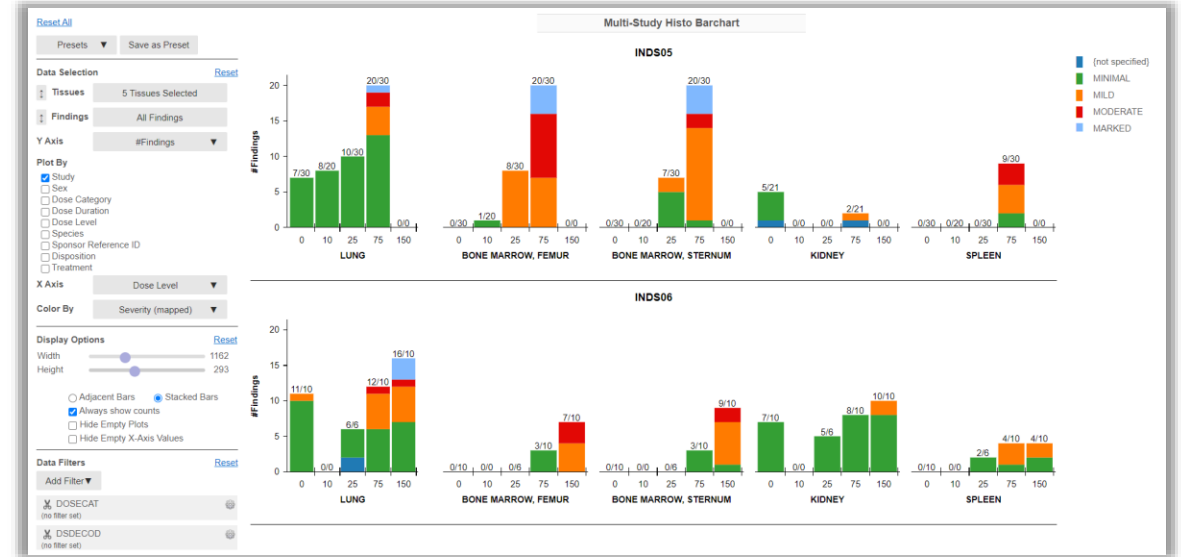 Reset All
Presets ▼ Save as Preset
Data Selection Reset
Tissues 5 Tissues Selected
Findings All Findings
Y Axis #Findings ▼
Plot By
Study
Sex
Dose Category
Dose Duration
Dose Level
Species
Sponsor Reference ID
Disposition
Treatment
X Axis Dose Level ▼
Color By Severity (mapped) ▼
Display Options Reset
Width 1162
Height 293
Adjacent Bars Stacked Bars
Always show counts
Hide Empty Plots
Hide Empty X-Axis Values
Data Filters Reset
Add Filter▼
DOSECAT
(no filter set)
DSDECOD
(no filter set)
Multi-Study Histo Barchart
INDS05
#Findings
20
15
10
5
0
7/30 8/20 10/30 20/30 0/0
0/30 1/20 8/30 20/30 0/0
0/30 0/20 7/30 20/30 0/0
5/21 0/0 0/0 2/21 0/0
0/30 0/20 0/30 9/30 0/0
0 10 25 75 150 0 10 25 75 150 0 10 25 75 150 0 10 25 75 150 0 10 25 75 150
LUNG BONE MARROW, FEMUR BONE MARROW, STERNUM KIDNEY SPLEEN
INDS06
#Findings
20
15
10
5
0
11/10 0/0 6/6 12/10 16/10
0/10 0/0 0/6 3/10 7/10
0/10 0/0 0/6 3/10 9/10
7/10 0/0 5/6 8/10 10/10
0/10 0/0 2/6 4/10 4/10
0 10 25 75 150 0 10 25 75 150 0 10 25 75 150 0 10 25 75 150 0 10 25 75 150
LUNG BONE MARROW, FEMUR BONE MARROW, STERNUM KIDNEY SPLEEN
{not specified}
MINIMAL
MILD
MODERATE
MARKED